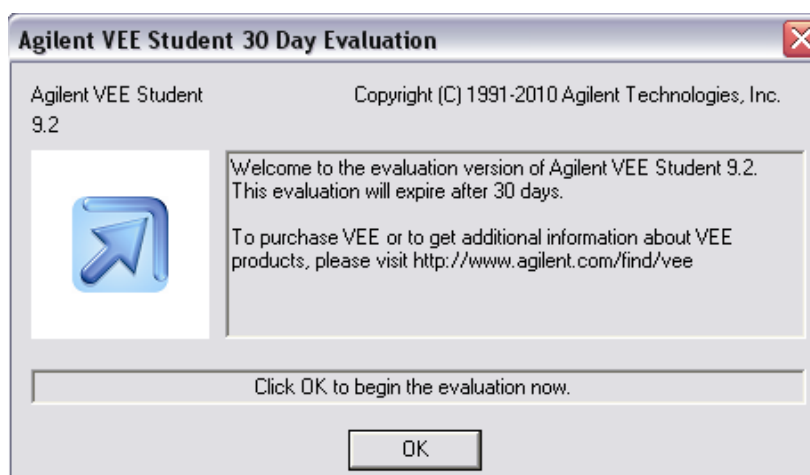 Agilent VEE Student 30 Day Evaluation
Agilent VEE Student
9.2
Copyright (C) 1991-2010 Agilent Technologies, Inc.
Welcome to the evaluation version of Agilent VEE Student 9.2.
This evaluation will expire after 30 days.
To purchase VEE or to get additional information about VEE
products, please visit http://www.agilent.com/find/vee
Click OK to begin the evaluation now.
OK